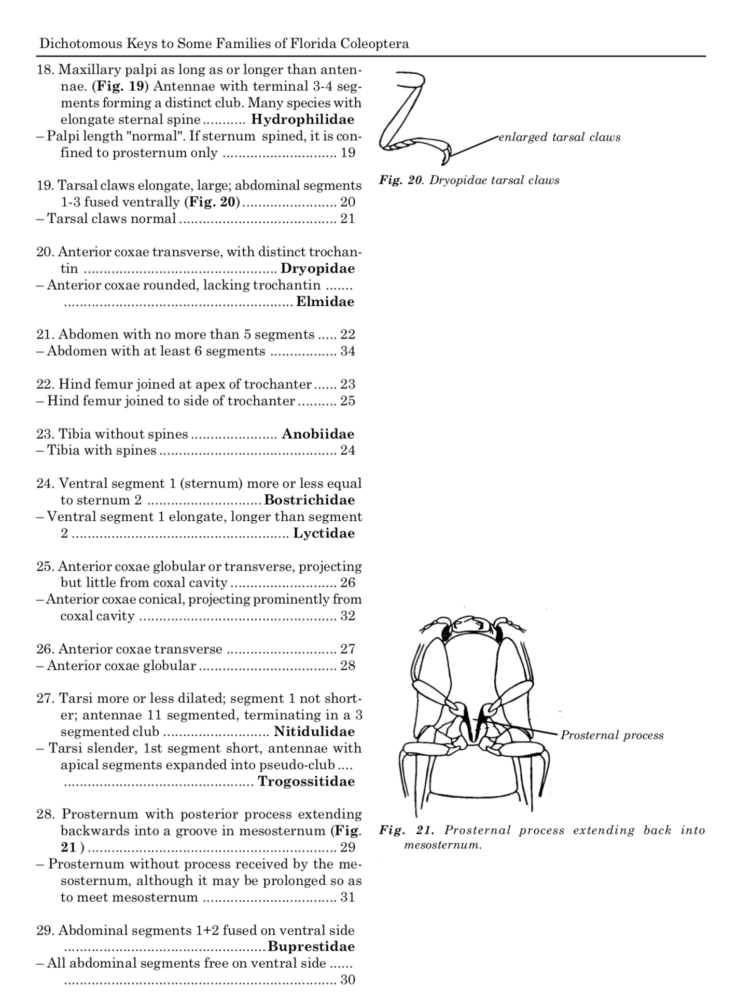 Dichotomous Keys to Some Families of Florida Coleoptera
18. Maxillary palpi as long as or longer than anten-
nae. (Fig. 19) Antennae with terminal 3-4 seg-
ments forming a distinct club. Many species with
elongate sternal spine ........... Hydrophilidae
– Palpi length "normal". If sternum spined, it is con-
fined to prosternum only ............................. 19
19. Tarsal claws elongate, large; abdominal segments
1-3 fused ventrally (Fig. 20) ........................ 20
– Tarsal claws normal ........................................ 21
20. Anterior coxae transverse, with distinct trochan-
tin ................................................. Dryopidae
– Anterior coxae rounded, lacking trochantin .......
.......................................................... Elmidae
21. Abdomen with no more than 5 segments ..... 22
– Abdomen with at least 6 segments ................. 34
22. Hind femur joined at apex of trochanter ...... 23
– Hind femur joined to side of trochanter .......... 25
23. Tibia without spines ...................... Anobiidae
– Tibia with spines ............................................. 24
24. Ventral segment 1 (sternum) more or less equal
to sternum 2 ............................. Bostrichidae
– Ventral segment 1 elongate, longer than segment
2 ....................................................... Lyctidae
25. Anterior coxae globular or transverse, projecting
but little from coxal cavity ........................... 26
– Anterior coxae conical, projecting prominently from
coxal cavity .................................................. 32
26. Anterior coxae transverse ............................ 27
– Anterior coxae globular ................................... 28
27. Tarsi more or less dilated; segment 1 not short-
er; antennae 11 segmented, terminating in a 3
segmented club ........................... Nitidulidae
– Tarsi slender, 1st segment short, antennae with
apical segments expanded into pseudo-club ....
................................................ Trogossitidae
28. Prosternum with posterior process extending
backwards into a groove in mesosternum (Fig.
21 ) ............................................................... 29
– Prosternum without process received by the me-
sosternum, although it may be prolonged so as
to meet mesosternum .................................. 31
29. Abdominal segments 1+2 fused on ventral side
................................................... Buprestidae
– All abdominal segments free on ventral side ......
..................................................................... 30
enlarged tarsal claws
Fig. 20. Dryopidae tarsal claws
Prosternal process
Fig. 21. Prosternal process extending back into
mesosternum.